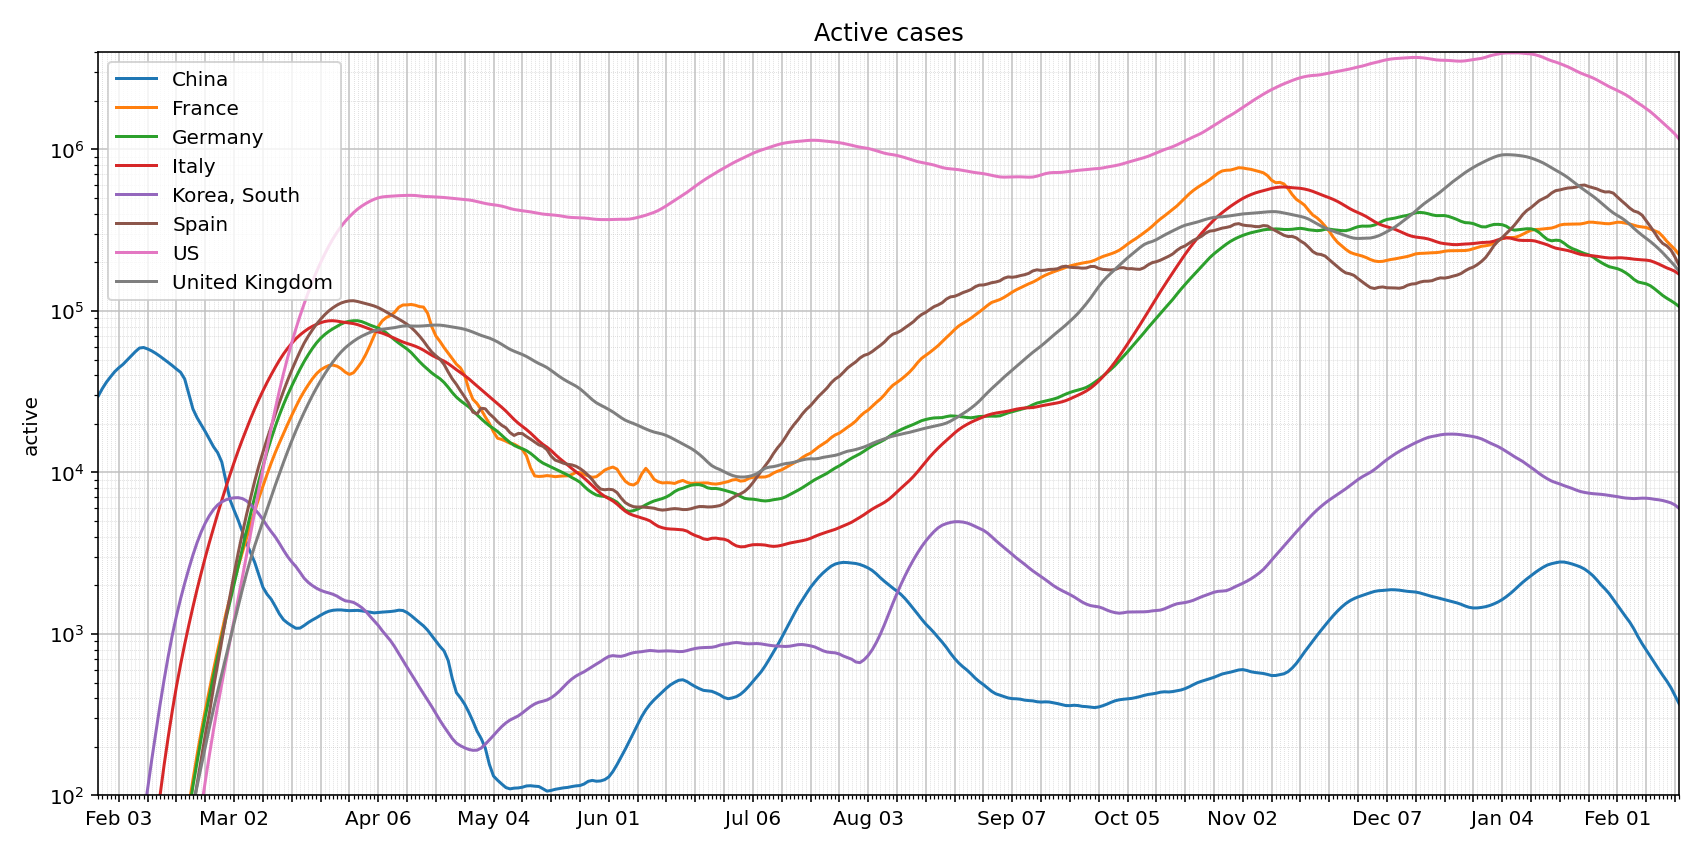 Active cases
China
France
Germany
Italy
Korea, South
Spain
US
United Kingdom
active
10^6
10^5
10^4
10^3
10^2
Feb 03 Mar 02 Apr 06 May 04 Jun 01 Jul 06 Aug 03 Sep 07 Oct 05 Nov 02 Dec 07 Jan 04 Feb 01